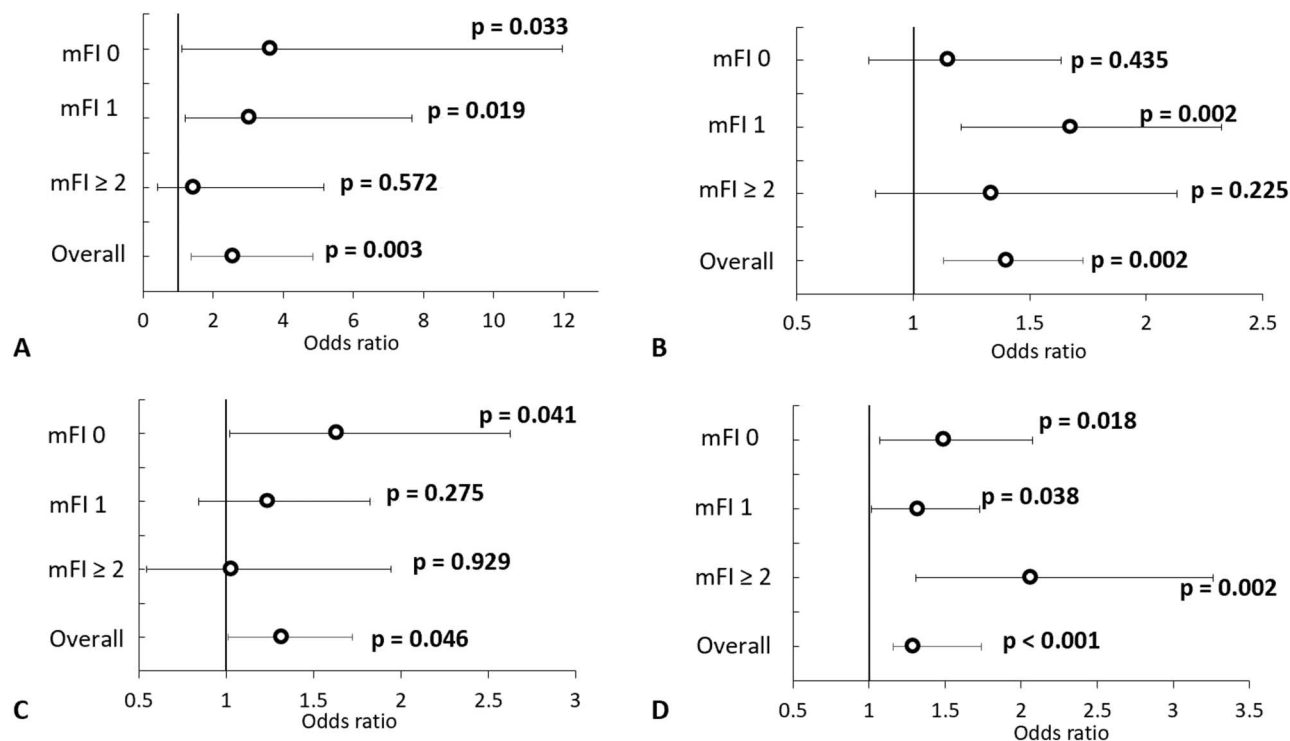 mFI 0
p = 0.033
mFI 1
p = 0.019
mFI ≥ 2
p = 0.572
Overall
p = 0.003
0 2 4 6 8 10 12
Odds ratio
A
mFI 0
p = 0.435
mFI 1
p = 0.002
mFI ≥ 2
p = 0.225
Overall
p = 0.002
0.5 1 1.5 2 2.5
Odds ratio
B
mFI 0
p = 0.041
mFI 1
p = 0.275
mFI ≥ 2
p = 0.929
Overall
p = 0.046
0.5 1 1.5 2 2.5 3
Odds ratio
C
mFI 0
p = 0.018
mFI 1
p = 0.038
mFI ≥ 2
p = 0.002
Overall
p < 0.001
0.5 1 1.5 2 2.5 3 3.5
Odds ratio
D